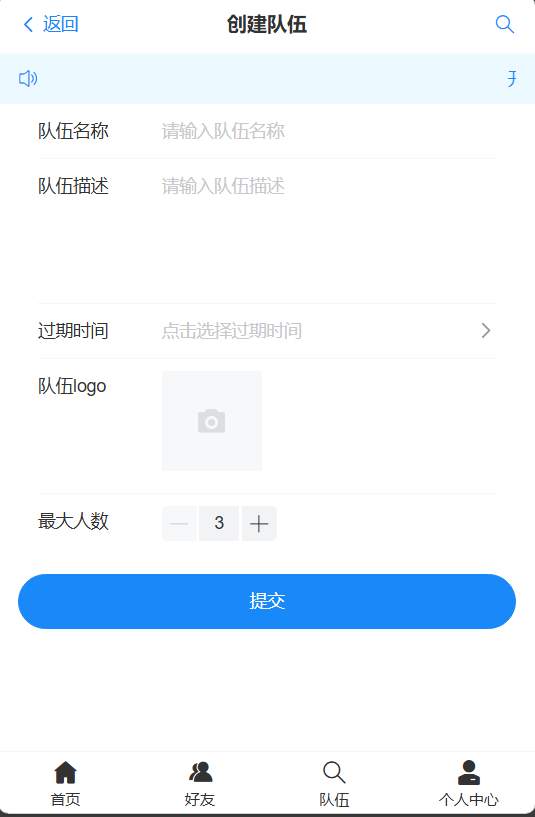 返回
创建队伍
队伍名称 请输入队伍名称
队伍描述 请输入队伍描述
过期时间 点击选择过期时间
队伍logo
最大人数 3
提交
首页 好友 队伍 个人中心